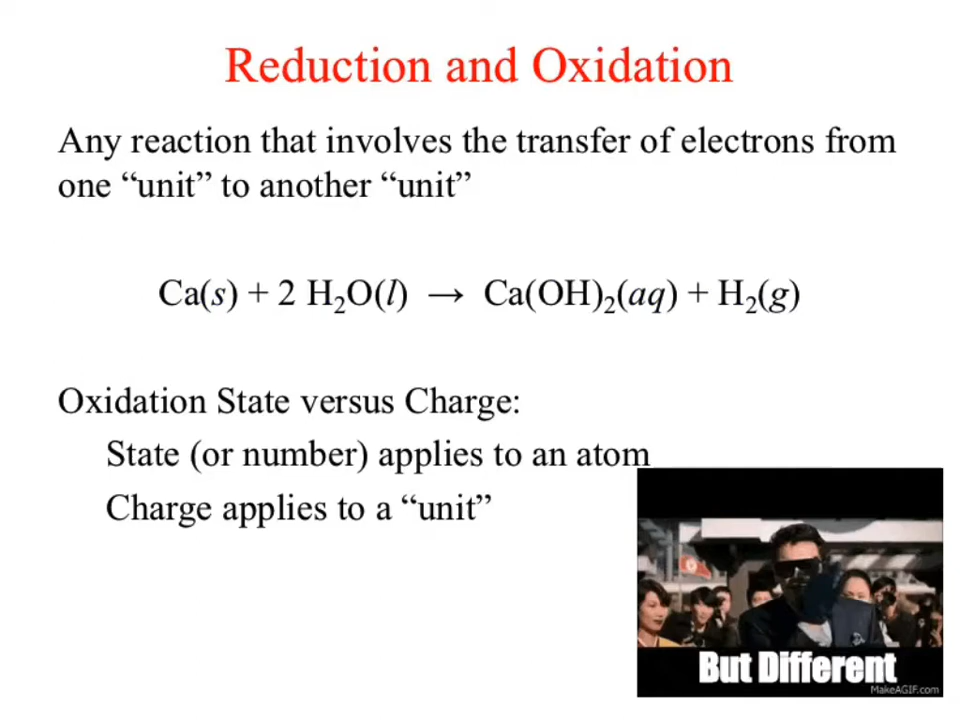 Reduction and Oxidation
Any reaction that involves the transfer of electrons from
one “unit” to another “unit”
Ca(s) + 2 H₂O(l) → Ca(OH)₂(aq) + H₂(g)
Oxidation State versus Charge:
State (or number) applies to an atom
Charge applies to a “unit”
But Different
MakeAGIF.com